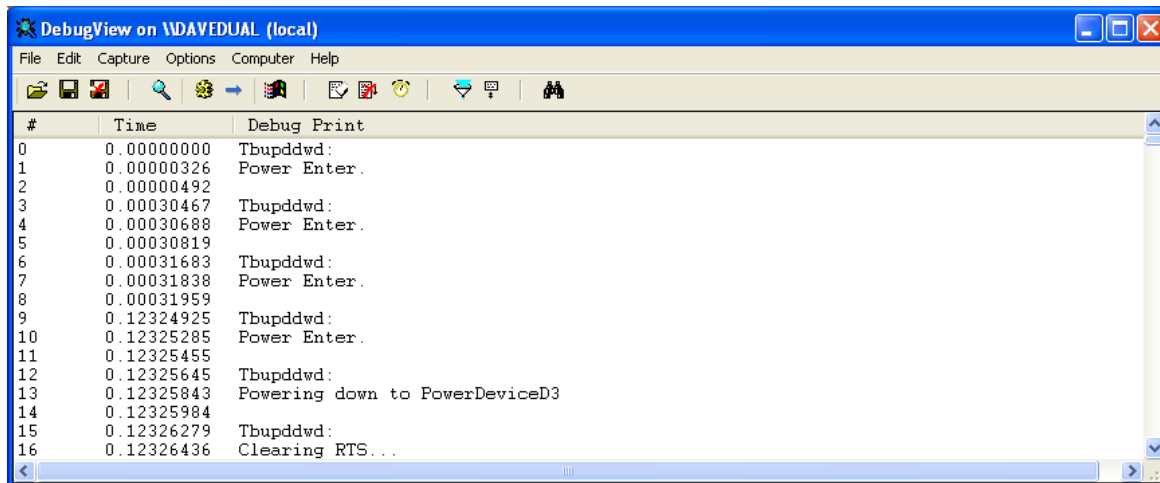 DebugView on \\DAVEDUAL (local)
File Edit Capture Options Computer Help
# Time Debug Print
0 0.00000000 Tbupddwd:
1 0.00000326 Power Enter.
2 0.00000492
3 0.00030467 Tbupddwd:
4 0.00030688 Power Enter.
5 0.00030819
6 0.00031683 Tbupddwd:
7 0.00031838 Power Enter.
8 0.00031959
9 0.12324925 Tbupddwd:
10 0.12325285 Power Enter.
11 0.12325455
12 0.12325645 Tbupddwd:
13 0.12325843 Powering down to PowerDeviceD3
14 0.12325984
15 0.12326279 Tbupddwd:
16 0.12326436 Clearing RTS...